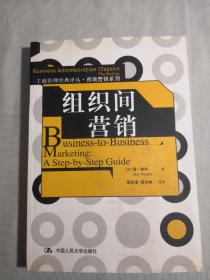 Business Administration Classics
Marketing
工商管理经典译丛·市场营销系列
组织间
营销
Business-to-Business
Marketing:
A Step-by-Step Guide
著
中国人民大学出版社